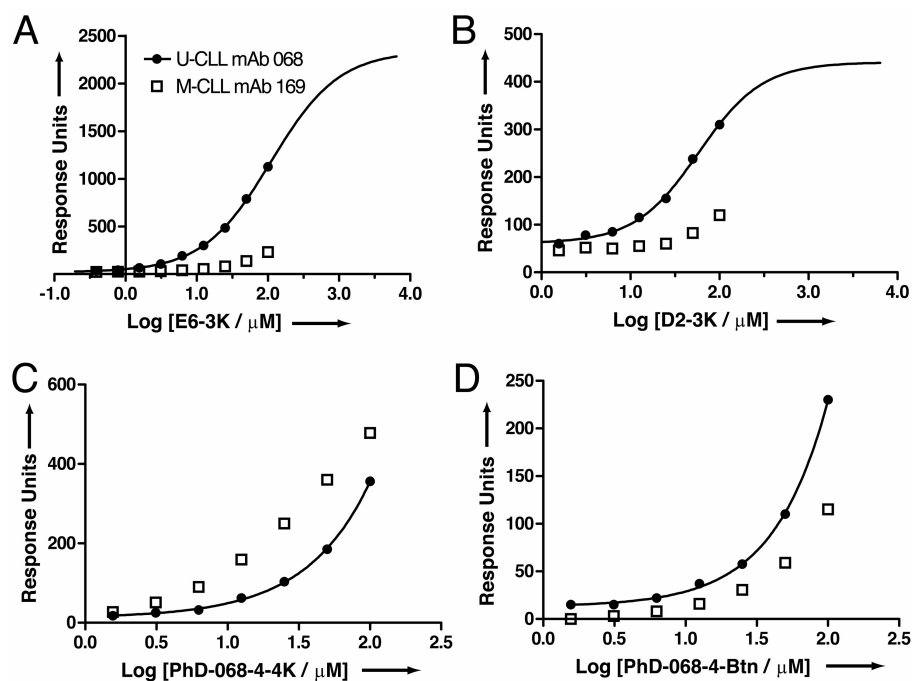 A
Response Units
2500
2000
1500
1000
500
-1.0 0.0 1.0 2.0 3.0 4.0
Log [E6-3K / μM]
U-CLL mAb 068
M-CLL mAb 169
B
Response Units
500
400
300
200
100
0
0.0 1.0 2.0 3.0 4.0
Log [D2-3K / μM]
C
Response Units
600
400
200
0
0.0 0.5 1.0 1.5 2.0 2.5
Log [PhD-068-4-4K / μM]
D
Response Units
250
200
150
100
50
0
0.0 0.5 1.0 1.5 2.0 2.5
Log [PhD-068-4-Btn / μM]